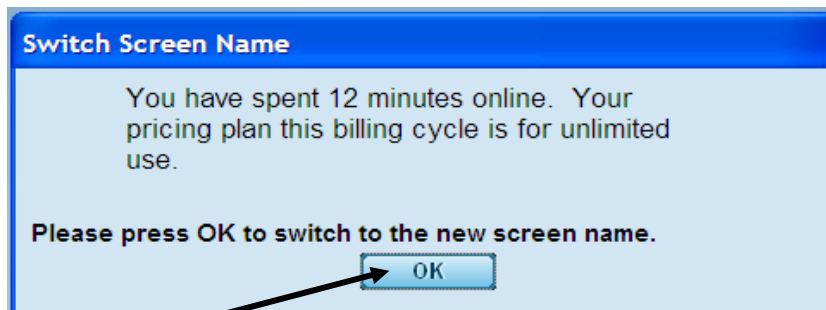 Switch Screen Name
You have spent 12 minutes online.  Your
pricing plan this billing cycle is for unlimited
use.
Please press OK to switch to the new screen name.
OK